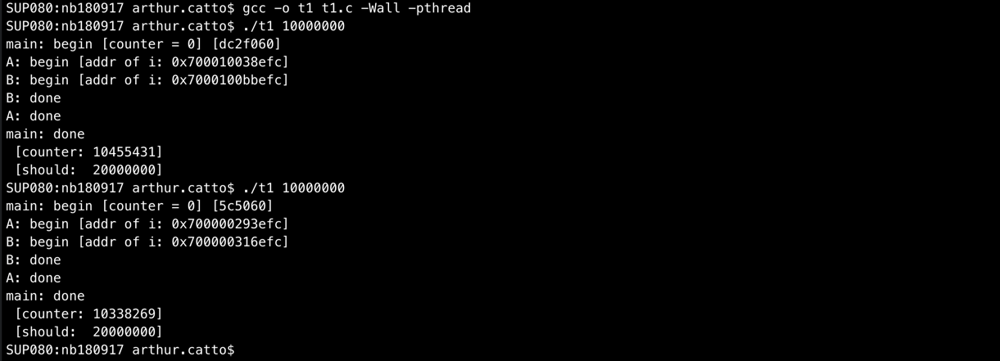 SUP080:nb180917 arthur.catto$ gcc -o t1 t1.c -Wall -pthread
SUP080:nb180917 arthur.catto$ ./t1 10000000
main: begin [counter = 0] [dc2f060]
A: begin [addr of i: 0x700010038efc]
B: begin [addr of i: 0x7000100bbefc]
B: done
A: done
main: done
 [counter: 10455431]
 [should:  20000000]
SUP080:nb180917 arthur.catto$ ./t1 10000000
main: begin [counter = 0] [5c5060]
A: begin [addr of i: 0x700000293efc]
B: begin [addr of i: 0x700000316efc]
B: done
A: done
main: done
 [counter: 10338269]
 [should:  20000000]
SUP080:nb180917 arthur.catto$